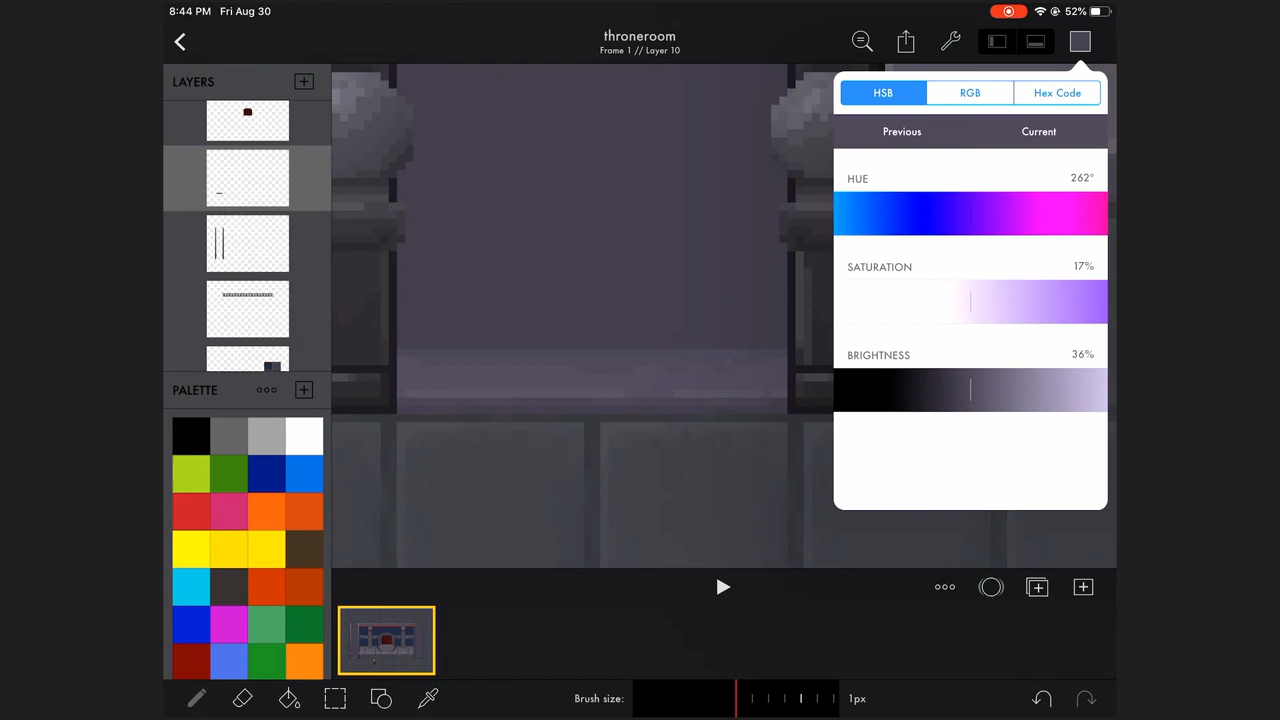 8:44 PM Fri Aug 30
52%
throneroom
Frame 1 // Layer 10
LAYERS
HSB
RGB
Hex Code
Previous
Current
HUE
262°
SATURATION
17%
BRIGHTNESS
36%
PALETTE
Brush size:
1px